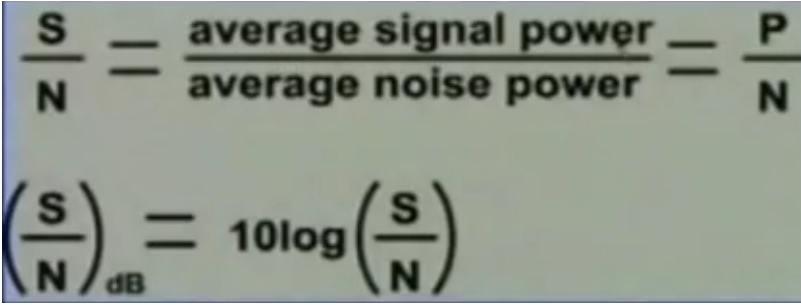 S/N = average signal power/average noise power = P/N
(S/N)dB = 10log(S/N)